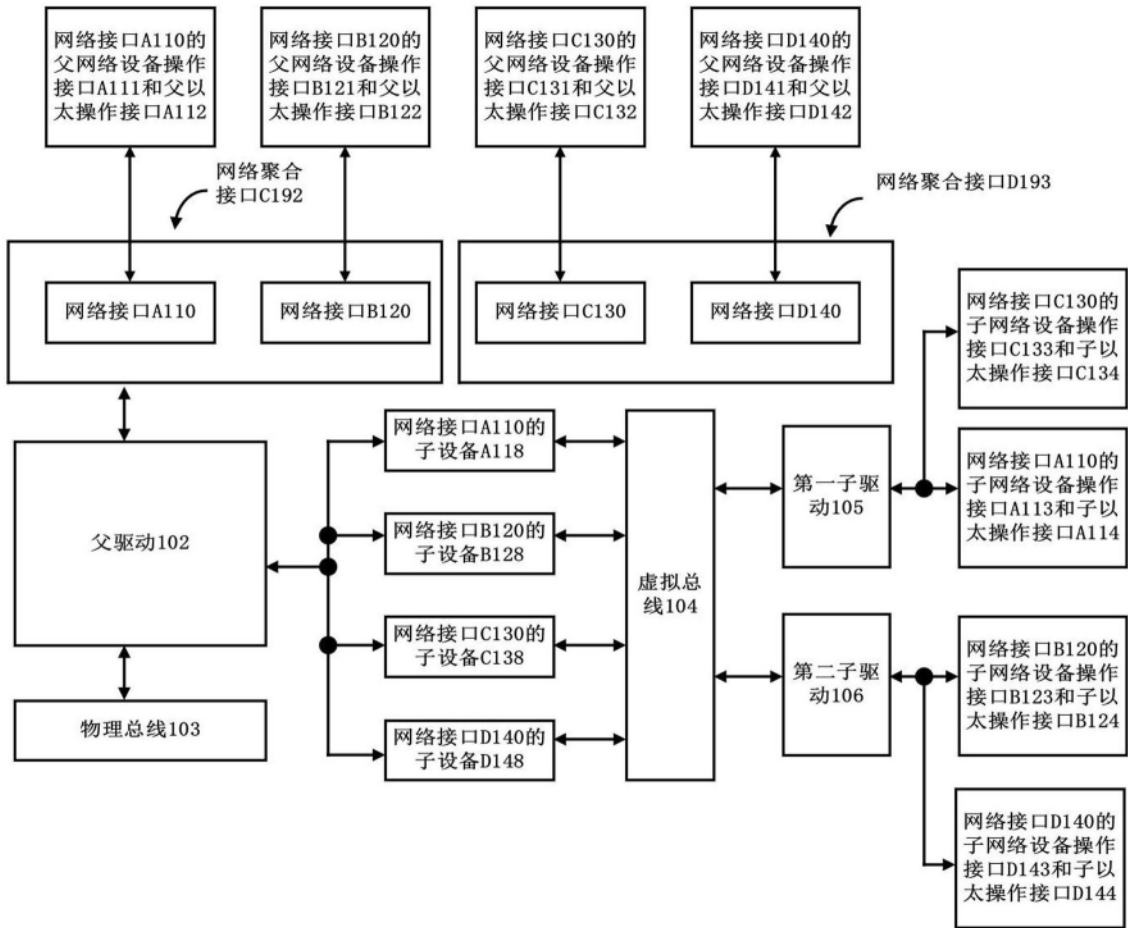 网络接口A110的
父网络设备操作
接口A111和父以
太操作接口A112
网络接口B120的
父网络设备操作
接口B121和父以
太操作接口B122
网络接口C130的
父网络设备操作
接口C131和父以
太操作接口C132
网络接口D140的
父网络设备操作
接口D141和父以
太操作接口D142
网络聚合
接口C192
网络聚合接口D193
网络接口A110
网络接口B120
网络接口C130
网络接口D140
网络接口C130的
子网络设备操作
接口C133和子以
太操作接口C134
父驱动102
网络接口A110的
子设备A118
网络接口B120的
子设备B128
网络接口C130的
子设备C138
网络接口D140的
子设备D148
虚拟总
线104
第一子驱
动105
网络接口A110的
子网络设备操作
接口A113和子以
太操作接口A114
第二子驱
动106
网络接口B120的
子网络设备操作
接口B123和子以
太操作接口B124
物理总线103
网络接口D140的
子网络设备操作
接口D143和子以
太操作接口D144